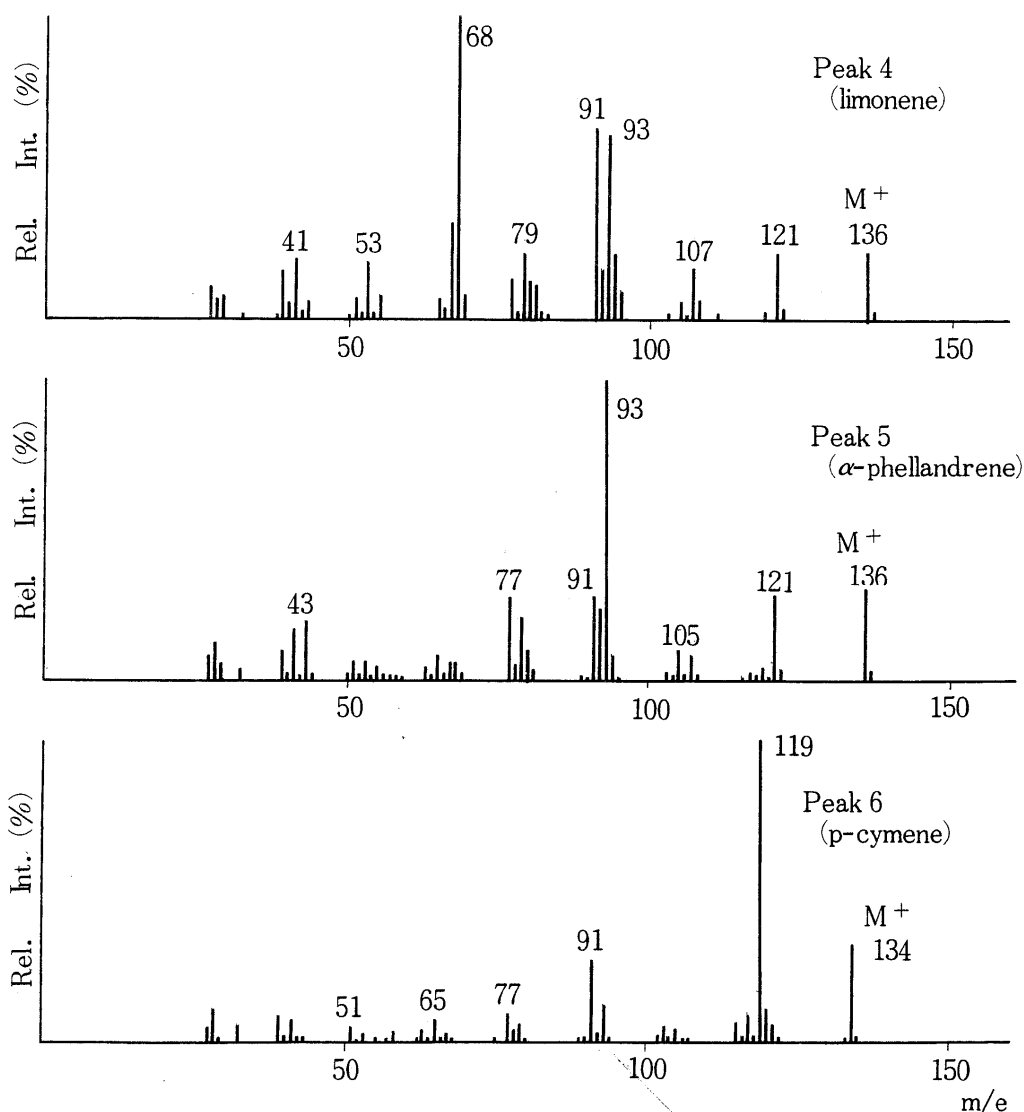 Rel. Int. (%)
68
Peak 4
(limonene)
91
93
M+
41
53
79
107
121
136
50
100
150
Rel. Int. (%)
93
Peak 5
(α-phellandrene)
M+
43
77
91
105
121
136
50
100
150
Rel. Int. (%)
119
Peak 6
(p-cymene)
M+
134
51
65
77
91
50
100
150
m/e